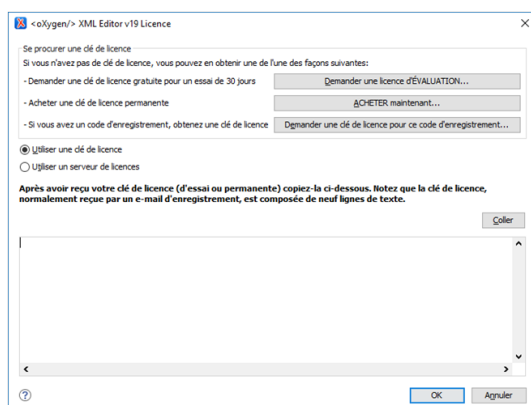 <oXygen/> XML Editor v19 Licence
Se procurer une clé de licence
Si vous n'avez pas de clé de licence, vous pouvez en obtenir une de l'une des façons suivantes:
- Demander une clé de licence gratuite pour un essai de 30 jours
Demander une licence d'ÉVALUATION...
- Acheter une clé de licence permanente
ACHETER maintenant...
- Si vous avez un code d'enregistrement, obtenez une clé de licence
Demander une clé de licence pour ce code d'enregistrement...
Utiliser une clé de licence
Utiliser un serveur de licences
Après avoir reçu votre clé de licence (d'essai ou permanente) copiez-la ci-dessous. Notez que la clé de licence,
normalement reçue par un e-mail d'enregistrement, est composée de neuf lignes de texte.
Coller
OK
Annuler